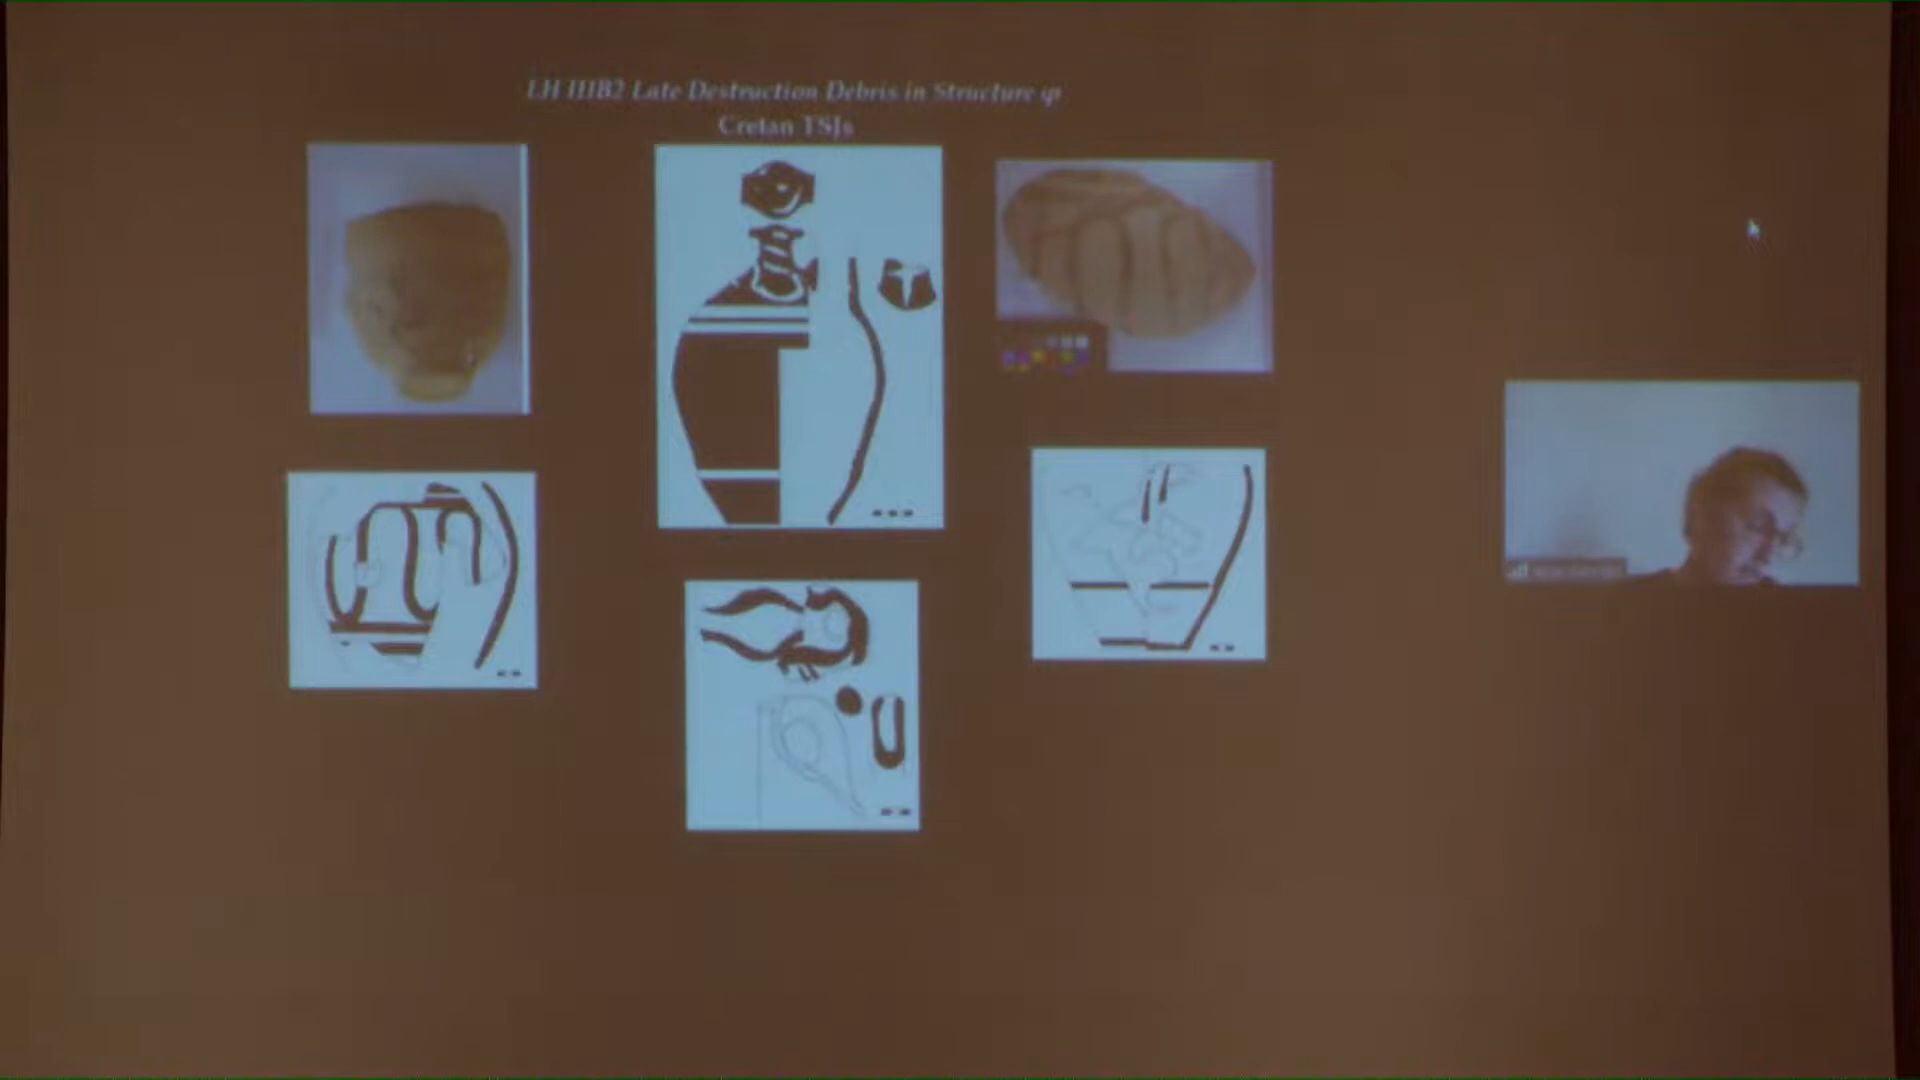 LH IIIB2 Late Destruction Debris in Structure φ
Cretan TSJs